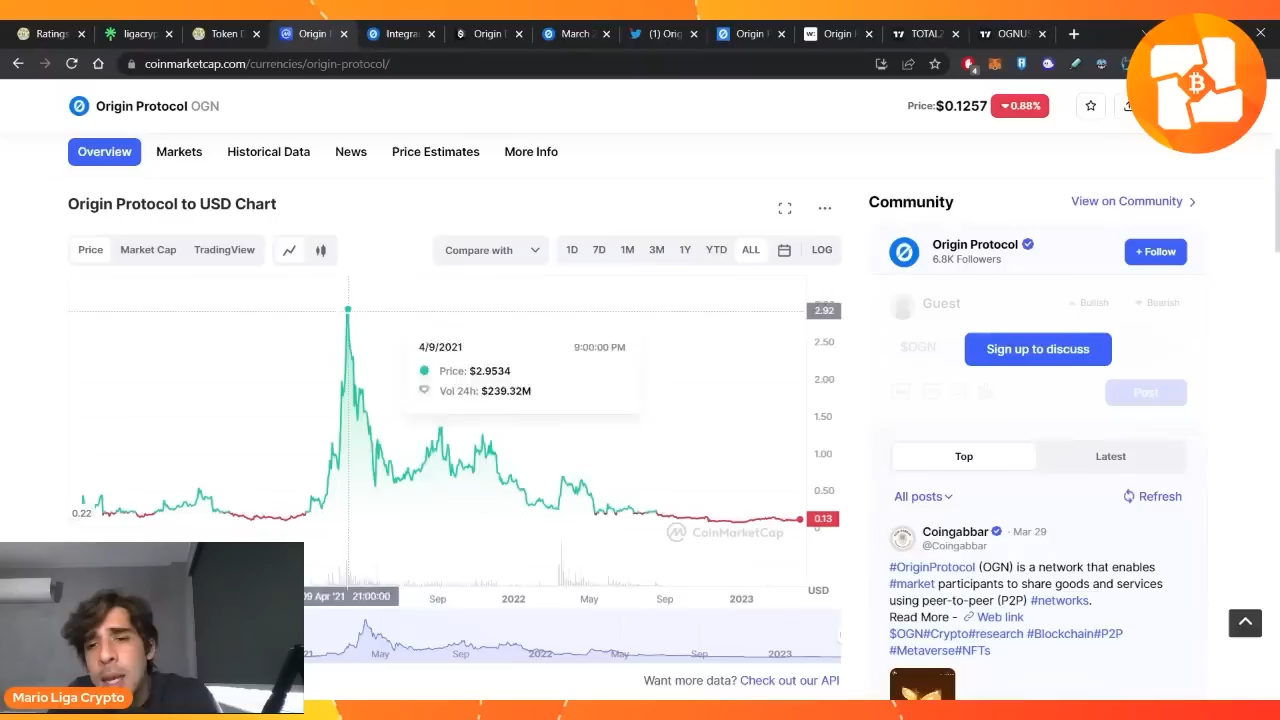 Ratings
ligacryp
Token D
Origin
Integra
Origin D
March 2
(1) Orig
Origin
Origin
TOTAL2
OGNUS
coinmarketcap.com/currencies/origin-protocol/
4
Origin Protocol OGN
Price:$0.1257
0.88%
Overview
Markets
Historical Data
News
Price Estimates
More Info
Origin Protocol to USD Chart
Community
View on Community
Price
Market Cap
TradingView
Compare with
1D
7D
1M
3M
1Y
YTD
ALL
LOG
Origin Protocol
6.8K Followers
+ Follow
Guest
Bullish
Bearish
$OGN
Sign up to discuss
Post
2.92
2.50
2.00
1.50
1.00
0.50
0.13
0
0.22
4/9/2021
9:00:00 PM
Price: $2.9534
Vol 24h: $239.32M
CoinMarketCap
09 Apr '21 21:00:00
Sep
2022
May
Sep
2023
USD
21
May
Sep
2022
May
Sep
2023
Want more data? Check out our API
Top
Latest
All posts
Refresh
Coingabbar
· Mar 29
@Coingabbar
#OriginProtocol (OGN) is a network that enables
#market participants to share goods and services
using peer-to-peer (P2P) #networks.
Read More - Web link
$OGN#Crypto#research #Blockchain#P2P
#Metaverse#NFTs
Mario Liga Crypto